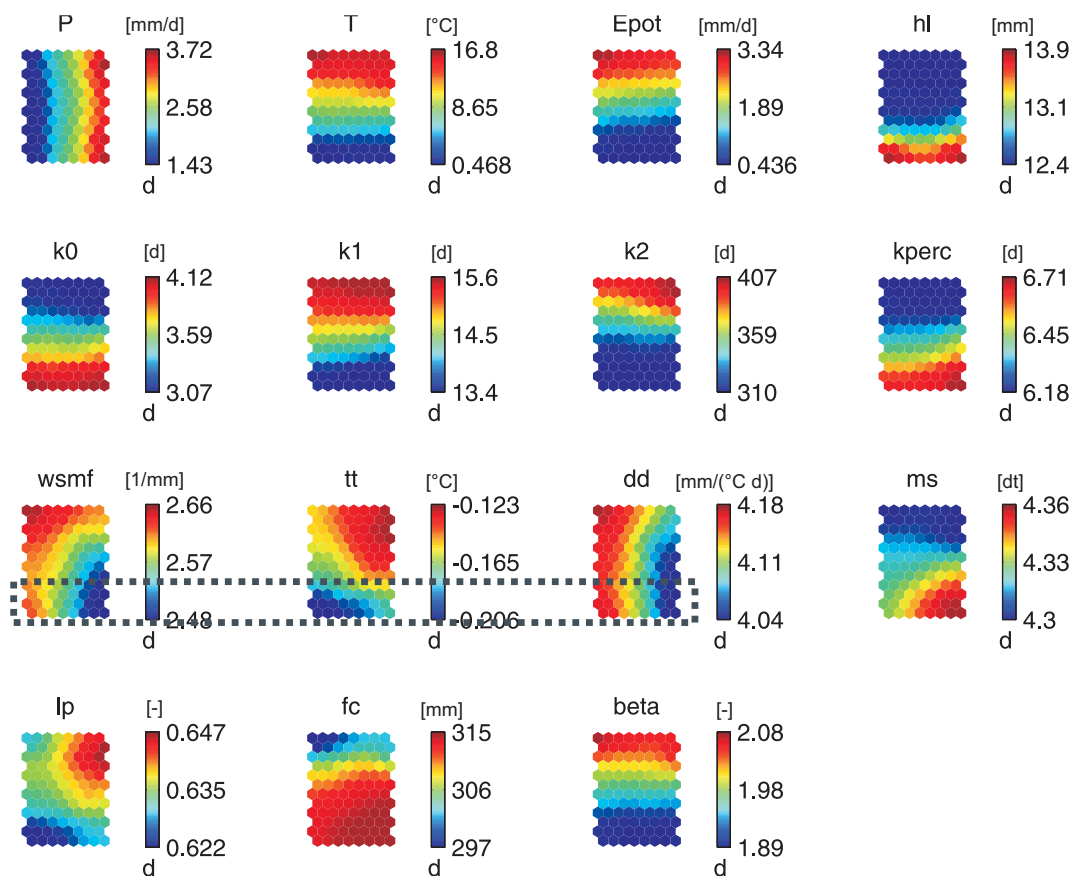 P [mm/d] T [°C] Epot [mm/d] hl [mm]
3.72 16.8 3.34 13.9
2.58 8.65 1.89 13.1
1.43 0.468 0.436 12.4
d d d d
k0 [d] k1 [d] k2 [d] kperc [d]
4.12 15.6 407 6.71
3.59 14.5 359 6.45
3.07 13.4 310 6.18
d d d d
wsmf [1/mm] tt [°C] dd [mm/(°C d)] ms [dt]
2.66 -0.123 4.18 4.36
2.57 -0.165 4.11 4.33
2.48 -0.206 4.04 4.3
d d d d
lp [-] fc [mm] beta [-]
0.647 315 2.08
0.635 306 1.98
0.622 297 1.89
d d d